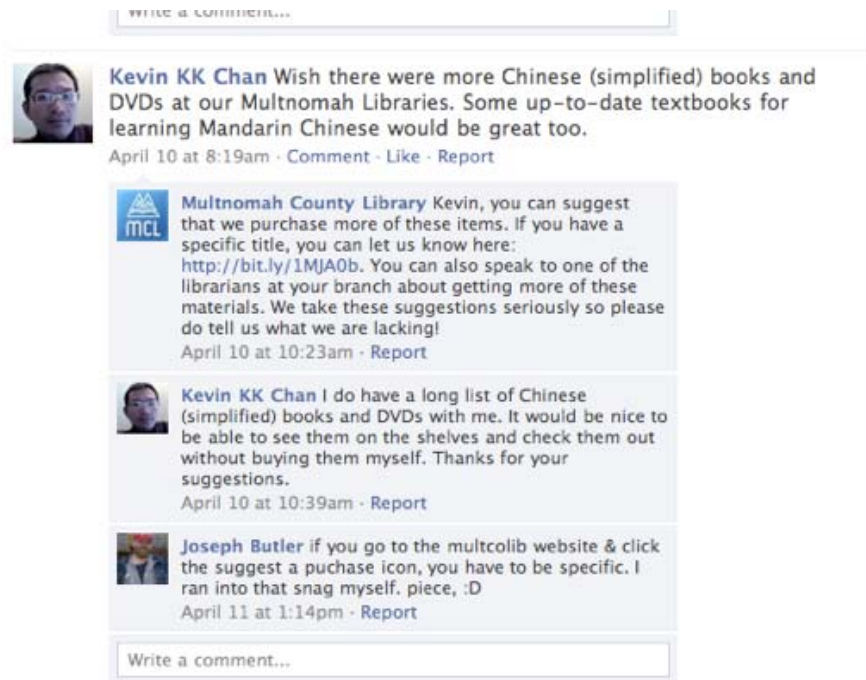 Write a comment...
Kevin KK Chan Wish there were more Chinese (simplified) books and
DVDs at our Multnomah Libraries. Some up-to-date textbooks for
learning Mandarin Chinese would be great too.
April 10 at 8:19am · Comment · Like · Report
MCL
Multnomah County Library Kevin, you can suggest
that we purchase more of these items. If you have a
specific title, you can let us know here:
http://bit.ly/1MJA0b. You can also speak to one of the
librarians at your branch about getting more of these
materials. We take these suggestions seriously so please
do tell us what we are lacking!
April 10 at 10:23am · Report
Kevin KK Chan I do have a long list of Chinese
(simplified) books and DVDs with me. It would be nice to
be able to see them on the shelves and check them out
without buying them myself. Thanks for your
suggestions.
April 10 at 10:39am · Report
Joseph Butler if you go to the multcolib website & click
the suggest a puchase icon, you have to be specific. I
ran into that snag myself. piece, :D
April 11 at 1:14pm · Report
Write a comment...